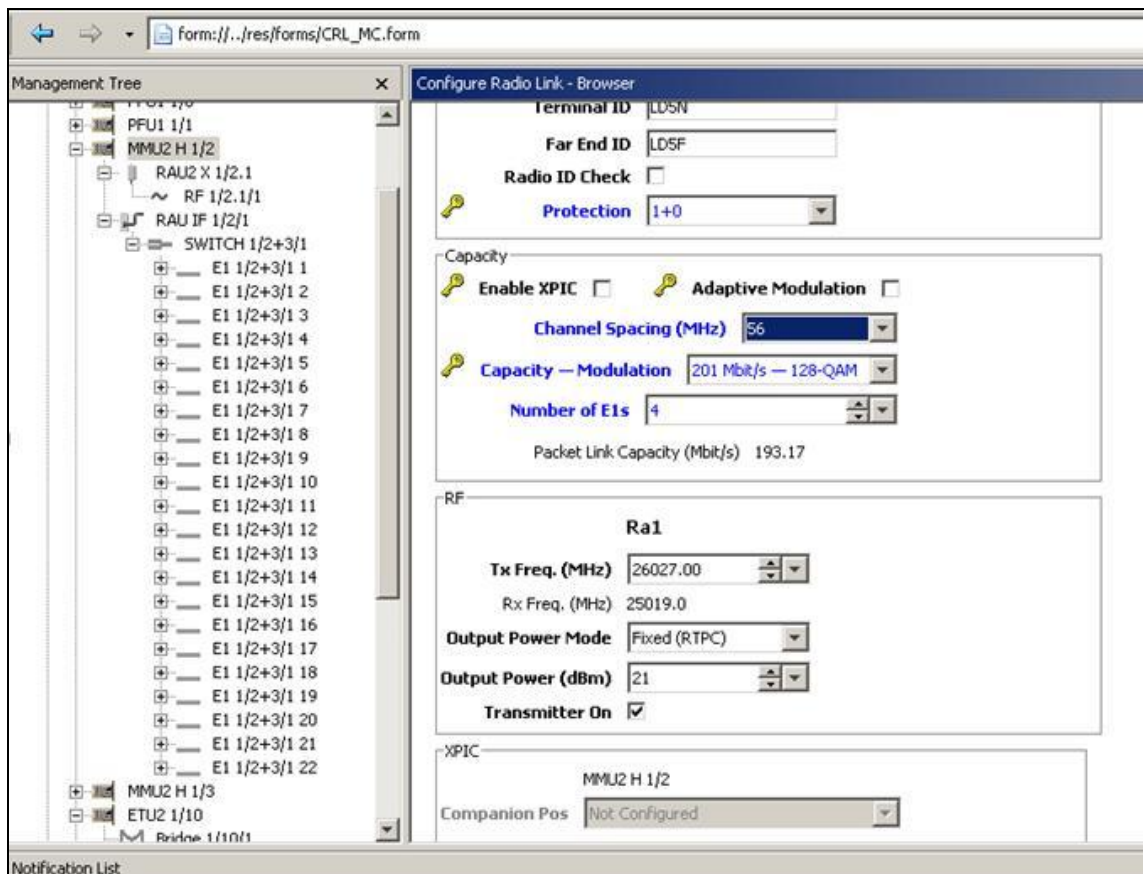 form://../res/forms/CRL_MC.form
Management Tree
Configure Radio Link - Browser
PFU1 1/1
MMU2 H 1/2
RAU2 X 1/2.1
RF 1/2.1/1
RAU IF 1/2/1
SWITCH 1/2+3/1
E1 1/2+3/1 1
E1 1/2+3/1 2
E1 1/2+3/1 3
E1 1/2+3/1 4
E1 1/2+3/1 5
E1 1/2+3/1 6
E1 1/2+3/1 7
E1 1/2+3/1 8
E1 1/2+3/1 9
E1 1/2+3/1 10
E1 1/2+3/1 11
E1 1/2+3/1 12
E1 1/2+3/1 13
E1 1/2+3/1 14
E1 1/2+3/1 15
E1 1/2+3/1 16
E1 1/2+3/1 17
E1 1/2+3/1 18
E1 1/2+3/1 19
E1 1/2+3/1 20
E1 1/2+3/1 21
E1 1/2+3/1 22
MMU2 H 1/3
ETU2 1/10
Bridge 1/10/1
Terminal ID LD5N
Far End ID LD5F
Radio ID Check
Protection 1+0
Capacity
Enable XPIC Adaptive Modulation
Channel Spacing (MHz) 56
Capacity — Modulation 201 Mbit/s — 128-QAM
Number of E1s 4
Packet Link Capacity (Mbit/s) 193.17
RF
Ra1
Tx Freq. (MHz) 26027.00
Rx Freq. (MHz) 25019.0
Output Power Mode Fixed (RTPC)
Output Power (dBm) 21
Transmitter On
XPIC
MMU2 H 1/2
Companion Pos Not Configured
Notification List